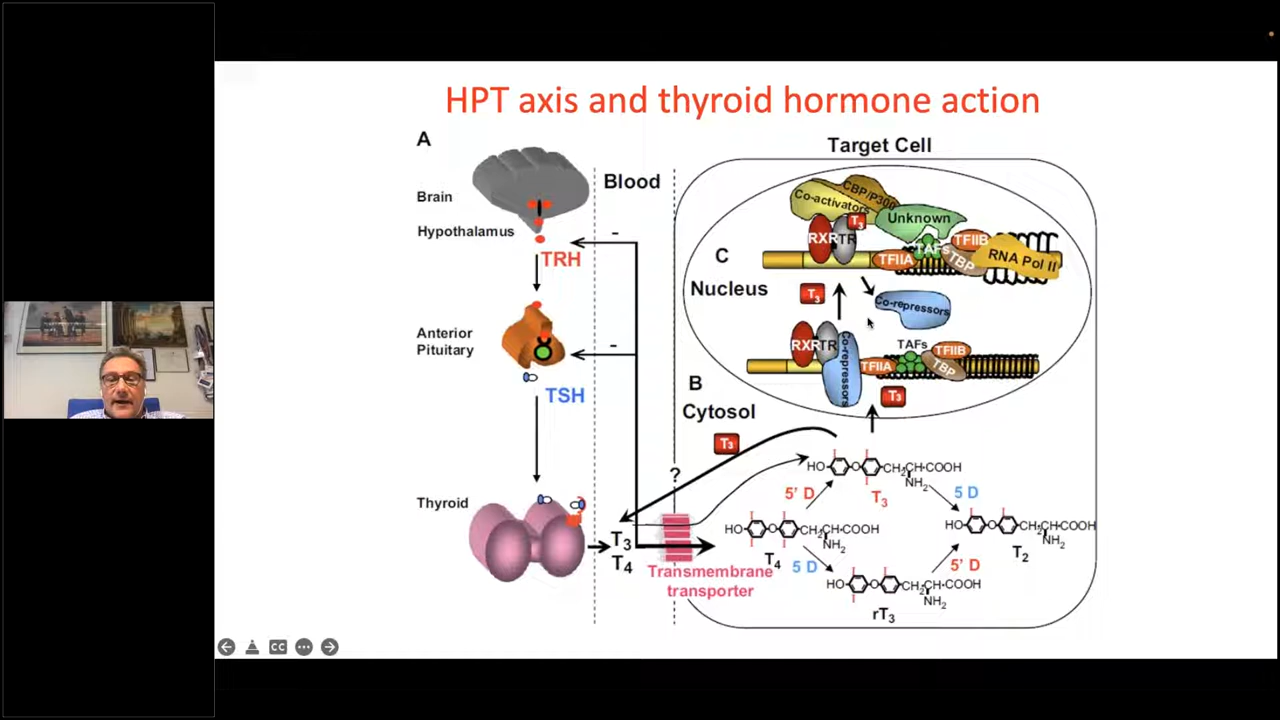 HPT axis and thyroid hormone action
A
Brain
Hypothalamus
TRH
Anterior
Pituitary
TSH
Thyroid
Blood
-
-
T3
T4
?
T3
Transmembrane
transporter
Target Cell
C
Nucleus
Co-activators
CBP/P300
Unknown
T3
RXR
TR
TFIIA
TAFs
TFIIB
TBP
RNA Pol II
T3
Co-repressors
RXR
TR
Co-repressors
TFIIA
TAFs
TFIIB
TBP
B
Cytosol
T3
HO
O
CH2CH·COOH
NH2
T3
5' D
5 D
HO
O
CH2CH·COOH
NH2
T4
HO
O
CH2CH·COOH
NH2
T2
5 D
5' D
HO
O
CH2CH·COOH
NH2
rT3
CC